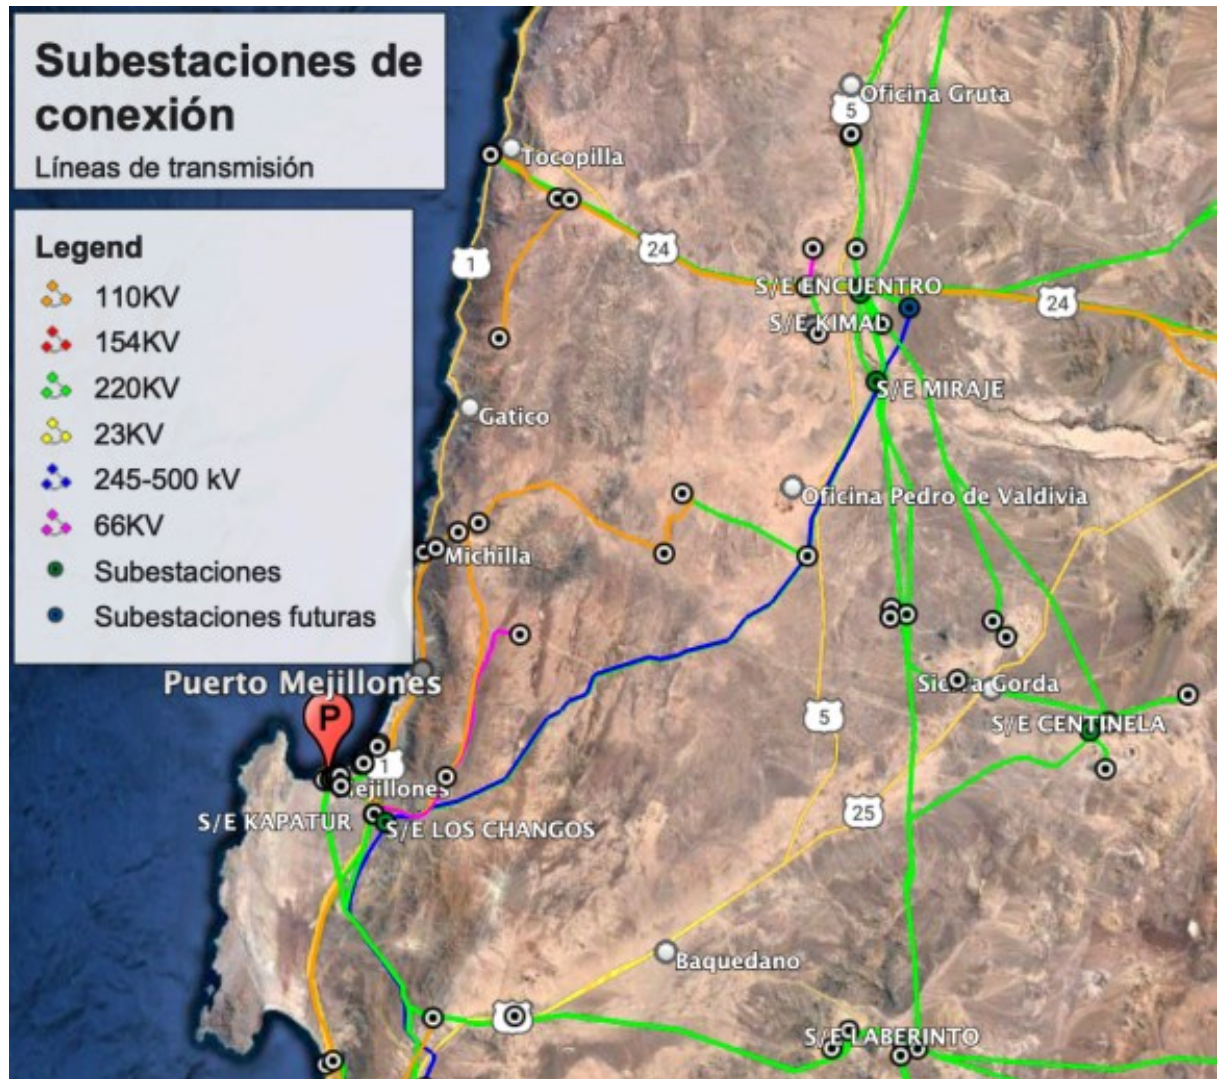 Subestaciones de
conexión
Líneas de transmisión
Legend
110KV
154KV
220KV
23KV
245-500 kV
66KV
Subestaciones
Subestaciones futuras
Oficina Gruta
5
Tocopilla
24
1
S/E ENCUENTRO
24
S/E KIMAL
S/E MIRAJE
Gatico
Oficina Pedro de Valdivia
Michilla
Puerto Mejillones
P
Sierra Gorda
5
S/E CENTINELA
1
Mejillones
25
S/E KAPATUR
S/E LOS CHANGOS
Baquedano
S/E LABERINTO